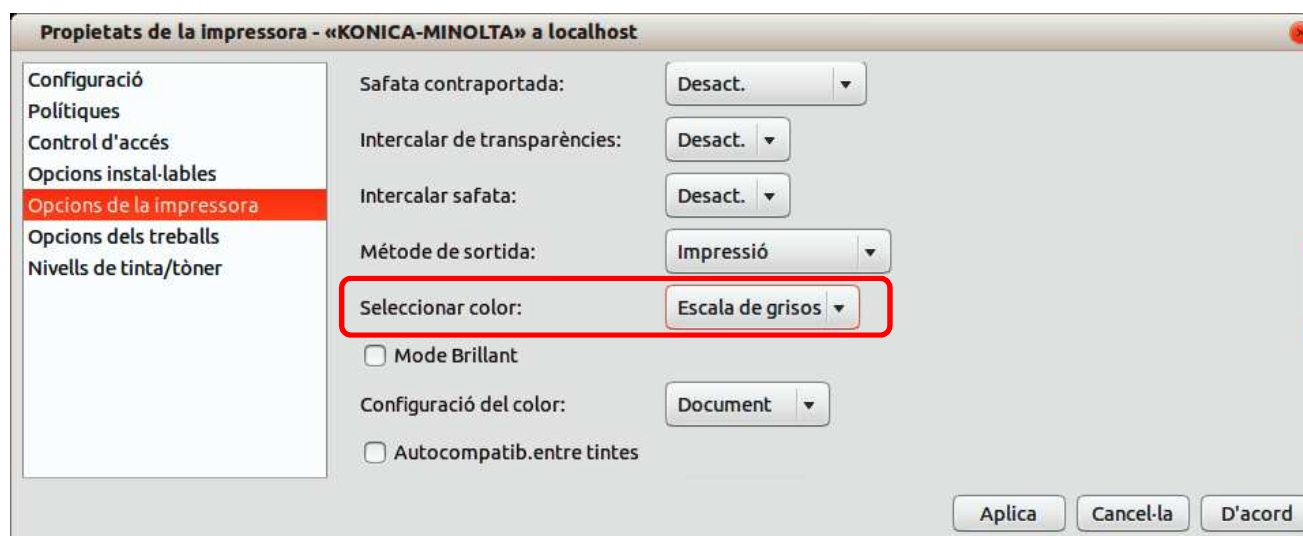 Propietats de la impressora - «KONICA-MINOLTA» a localhost
Configuració
Polítiques
Control d'accés
Opcions instal·lables
Opcions de la impressora
Opcions dels treballs
Nivells de tinta/tòner
Safata contraportada: Desact.
Intercalar de transparències: Desact.
Intercalar safata: Desact.
Métode de sortida: Impressió
Seleccionar color: Escala de grisos
Mode Brillant
Configuració del color: Document
Autocompatib.entre tintes
Aplica Cancel·la D'acord